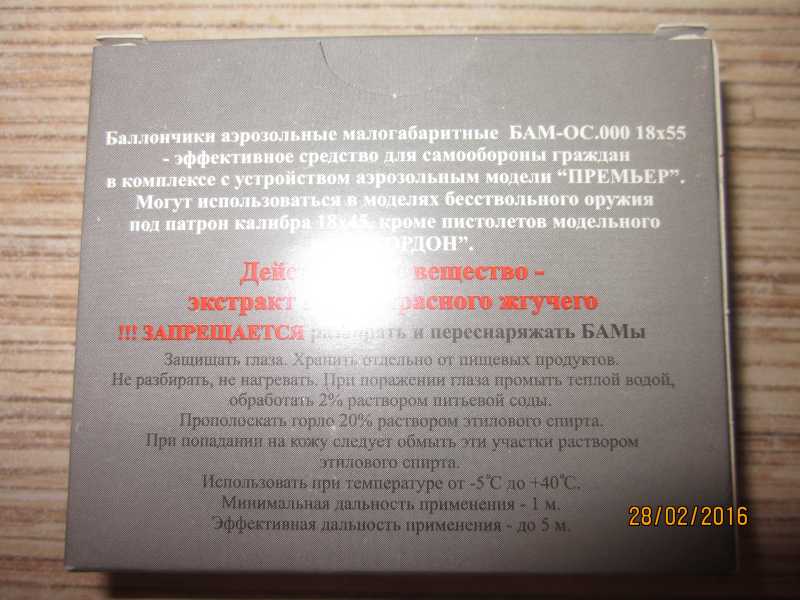 Баллончики аэрозольные малогабаритные БАМ-ОС.000 18х55
- эффективное средство для самообороны граждан
в комплексе с устройством аэрозольным модели “ПРЕМЬЕР”.
Могут использоваться в моделях бесствольного оружия
под патрон калибра 18х45, кроме пистолетов модельного
вещество -
экстракт красного жгучего
!!! ЗАПРЕЩАЕТСЯ разбирать и переснаряжать БАМы
Защищать глаза. Хранить отдельно от пищевых продуктов.
Не разбирать, не нагревать. При поражении глаза промыть теплой водой,
обработать 2% раствором питьевой соды.
Прополоскать горло 20% раствором этилового спирта.
При попадании на кожу следует обмыть эти участки раствором
этилового спирта.
Использовать при температуре от -5°С до +40°С.
Минимальная дальность применения - 1 м.
Эффективная дальность применения - до 5 м.
28/02/2016